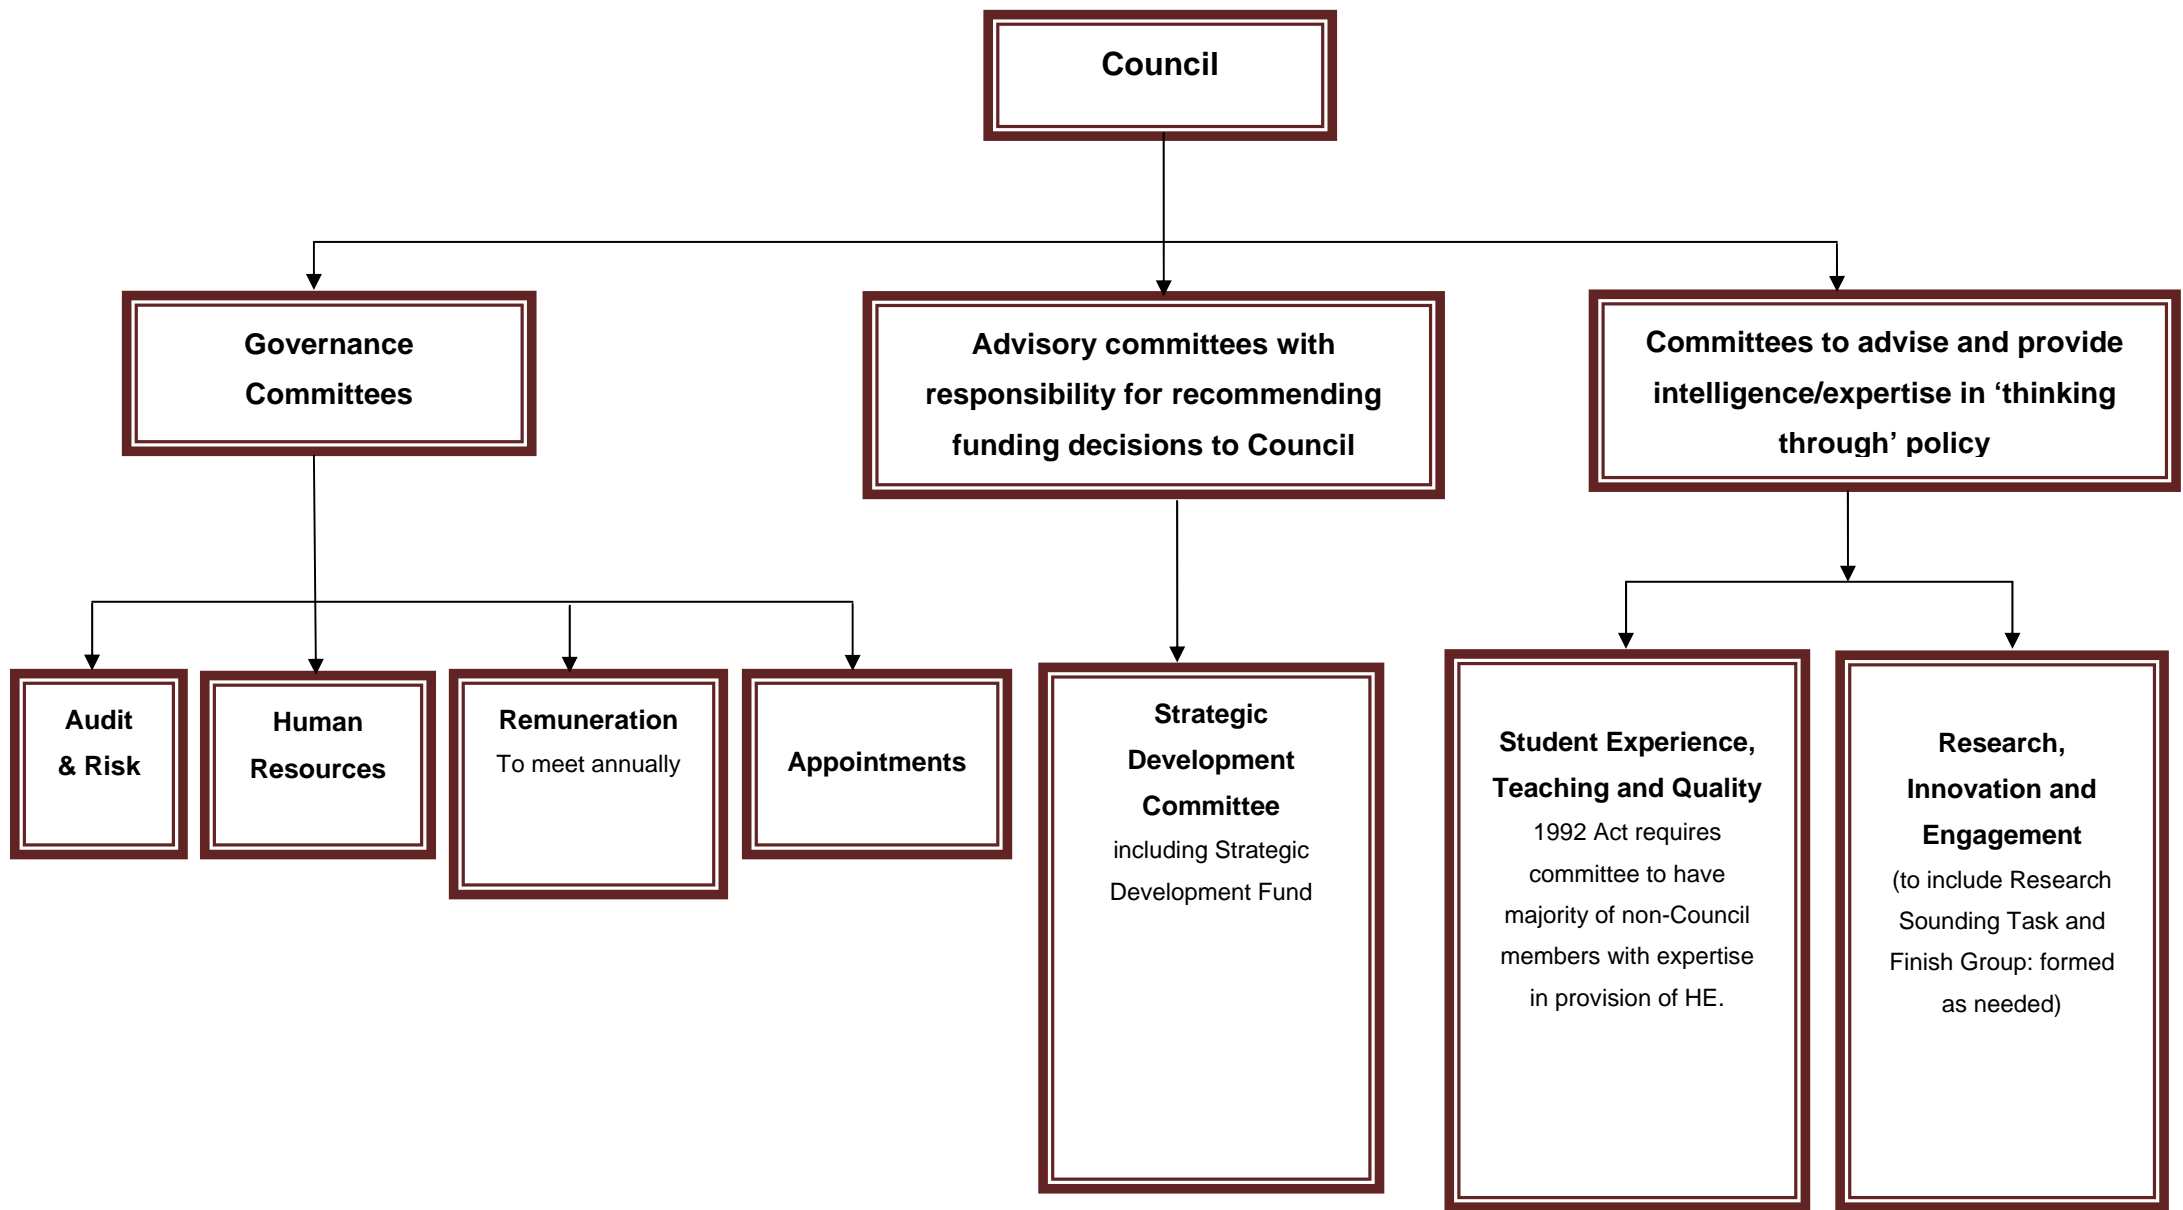 Council
Governance
Committees
Advisory committees with
responsibility for recommending
funding decisions to Council
Committees to advise and provide
intelligence/expertise in ‘thinking
through’ policy
Audit
& Risk
Human
Resources
Remuneration
To meet annually
Appointments
Strategic
Development
Committee
including Strategic
Development Fund
Student Experience,
Teaching and Quality
1992 Act requires
committee to have
majority of non-Council
members with expertise
in provision of HE.
Research,
Innovation and
Engagement
(to include Research
Sounding Task and
Finish Group: formed
as needed)